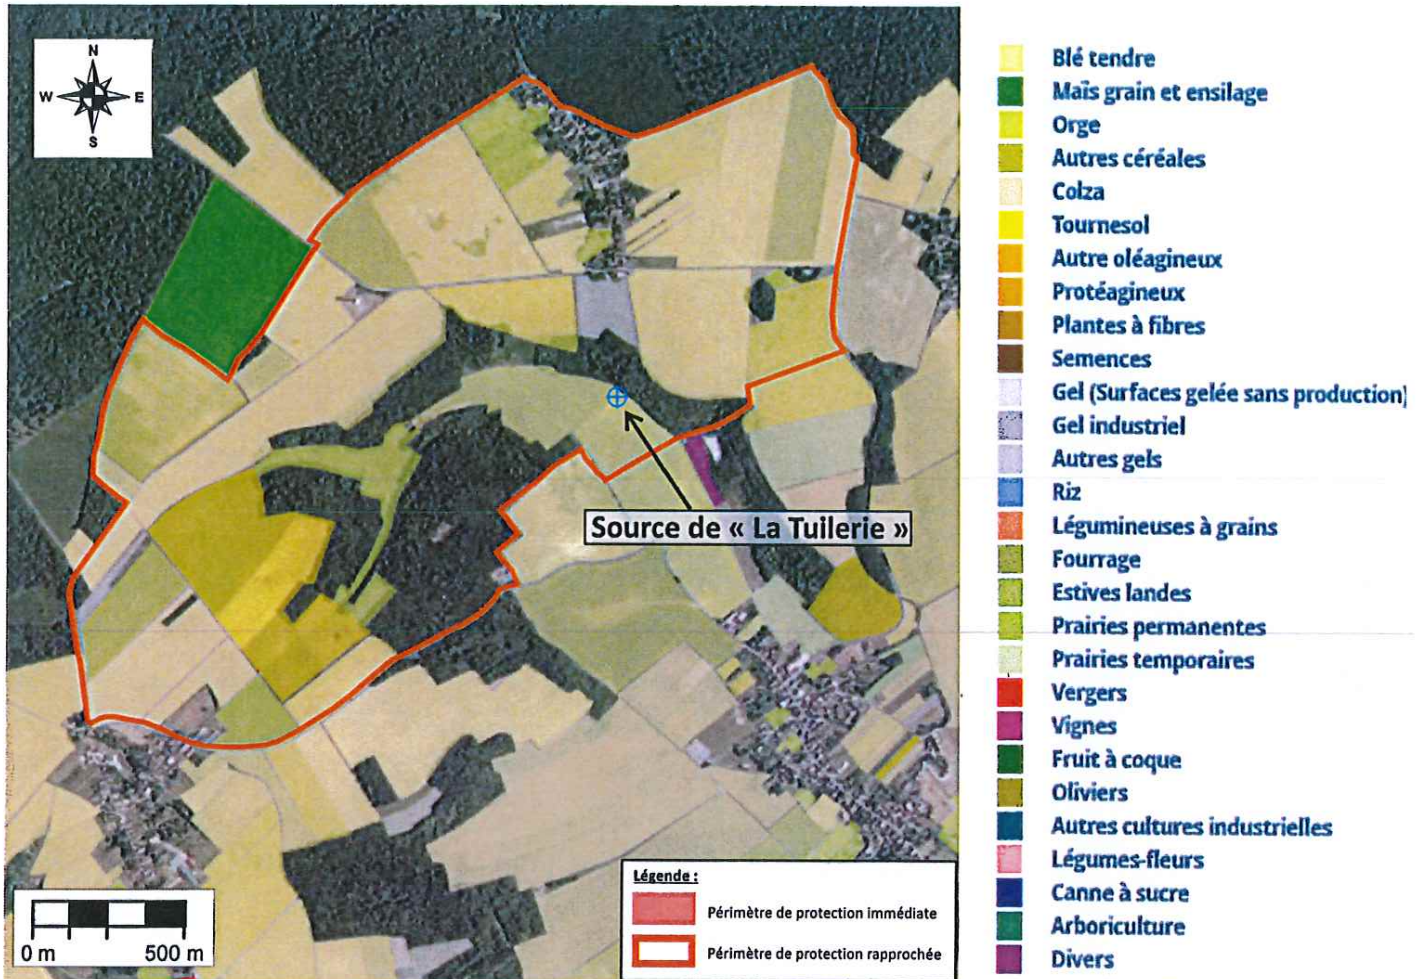 N
W E
S
Source de « La Tuilerie »
0 m 500 m
Légende :
Périmètre de protection immédiate
Périmètre de protection rapprochée
Blé tendre
Maïs grain et ensilage
Orge
Autres céréales
Colza
Tournesol
Autre oléagineux
Protéagineux
Plantes à fibres
Semences
Gel (Surfaces gelée sans production)
Gel industriel
Autres gels
Riz
Légumineuses à grains
Fourrage
Estives landes
Prairies permanentes
Prairies temporaires
Vergers
Vignes
Fruit à coque
Oliviers
Autres cultures industrielles
Légumes-fleurs
Canne à sucre
Arboriculture
Divers